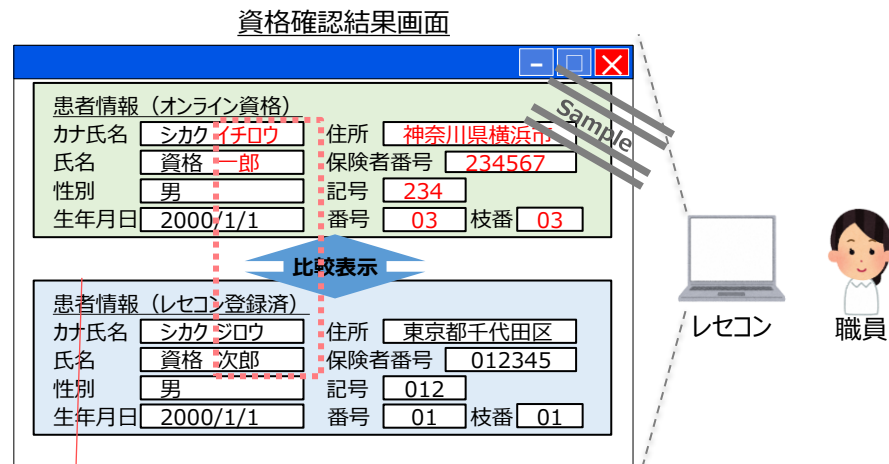 資格確認結果画面
Sample
患者情報（オンライン資格）
カナ氏名 シカク イチロウ 住所 神奈川県横浜市
氏名 資格 一郎 保険者番号 234567
性別 男 記号 234
生年月日 2000/1/1 番号 03 枝番 03
比較表示
患者情報（レセコン登録済）
カナ氏名 シカク ジロウ 住所 東京都千代田区
氏名 資格 次郎 保険者番号 012345
性別 男 記号 012
生年月日 2000/1/1 番号 01 枝番 01
レセコン
職員